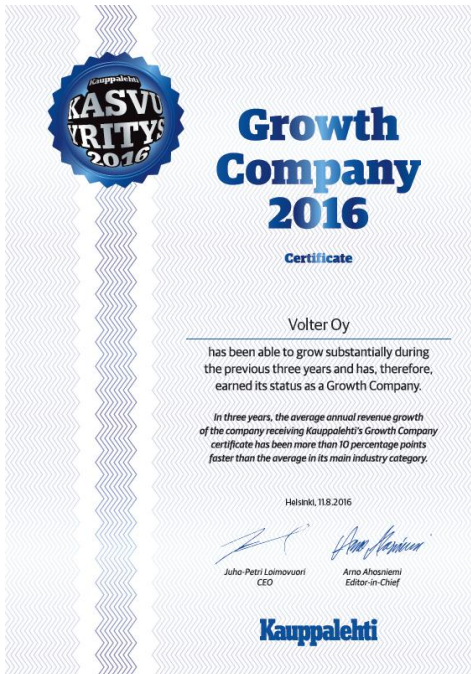 Kauppalehti
KASVU
YRITYS
2016
Growth
Company
2016
Certificate
Volter Oy
has been able to grow substantially during
the previous three years and has, therefore,
earned its status as a Growth Company.
In three years, the average annual revenue growth
of the company receiving Kauppalehti's Growth Company
certificate has been more than 10 percentage points
faster than the average in its main industry category.
Helsinki, 11.8.2016
Juha-Petri Loimovuori
CEO
Arno Ahosniemi
Editor-in-Chief
Kauppalehti